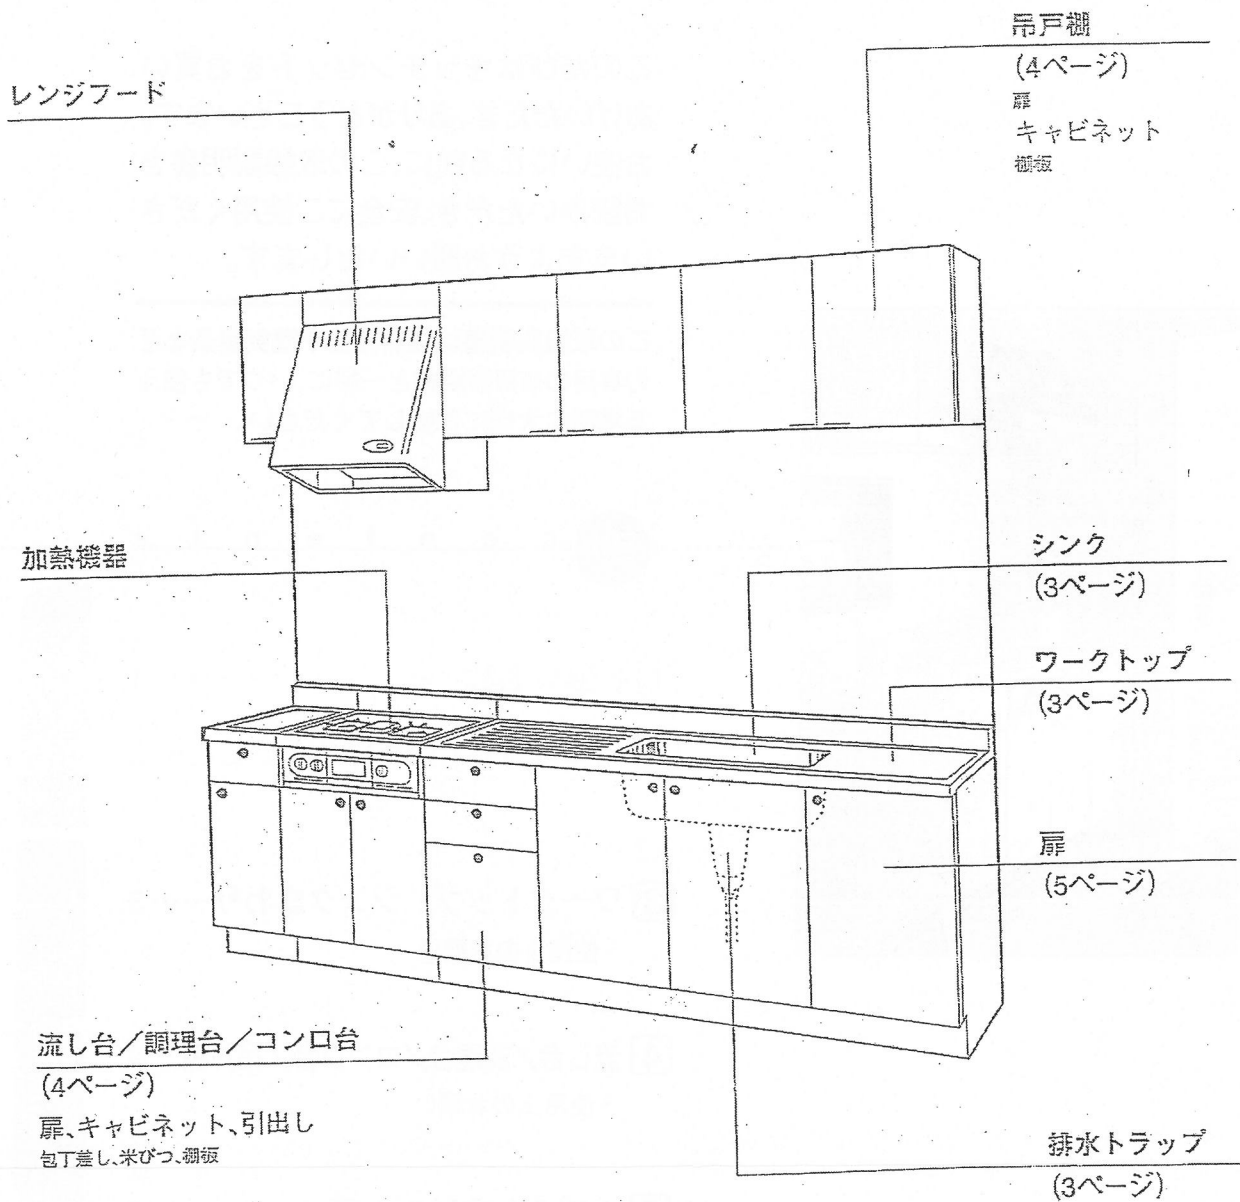 吊戸棚
(4ページ)
扉
キャビネット
棚板
レンジフード
加熱機器
シンク
(3ページ)
ワークトップ
(3ページ)
扉
(5ページ)
流し台/調理台/コンロ台
(4ページ)
扉、キャビネット、引出し
包丁差し、米びつ、棚板
排水トラップ
(3ページ)